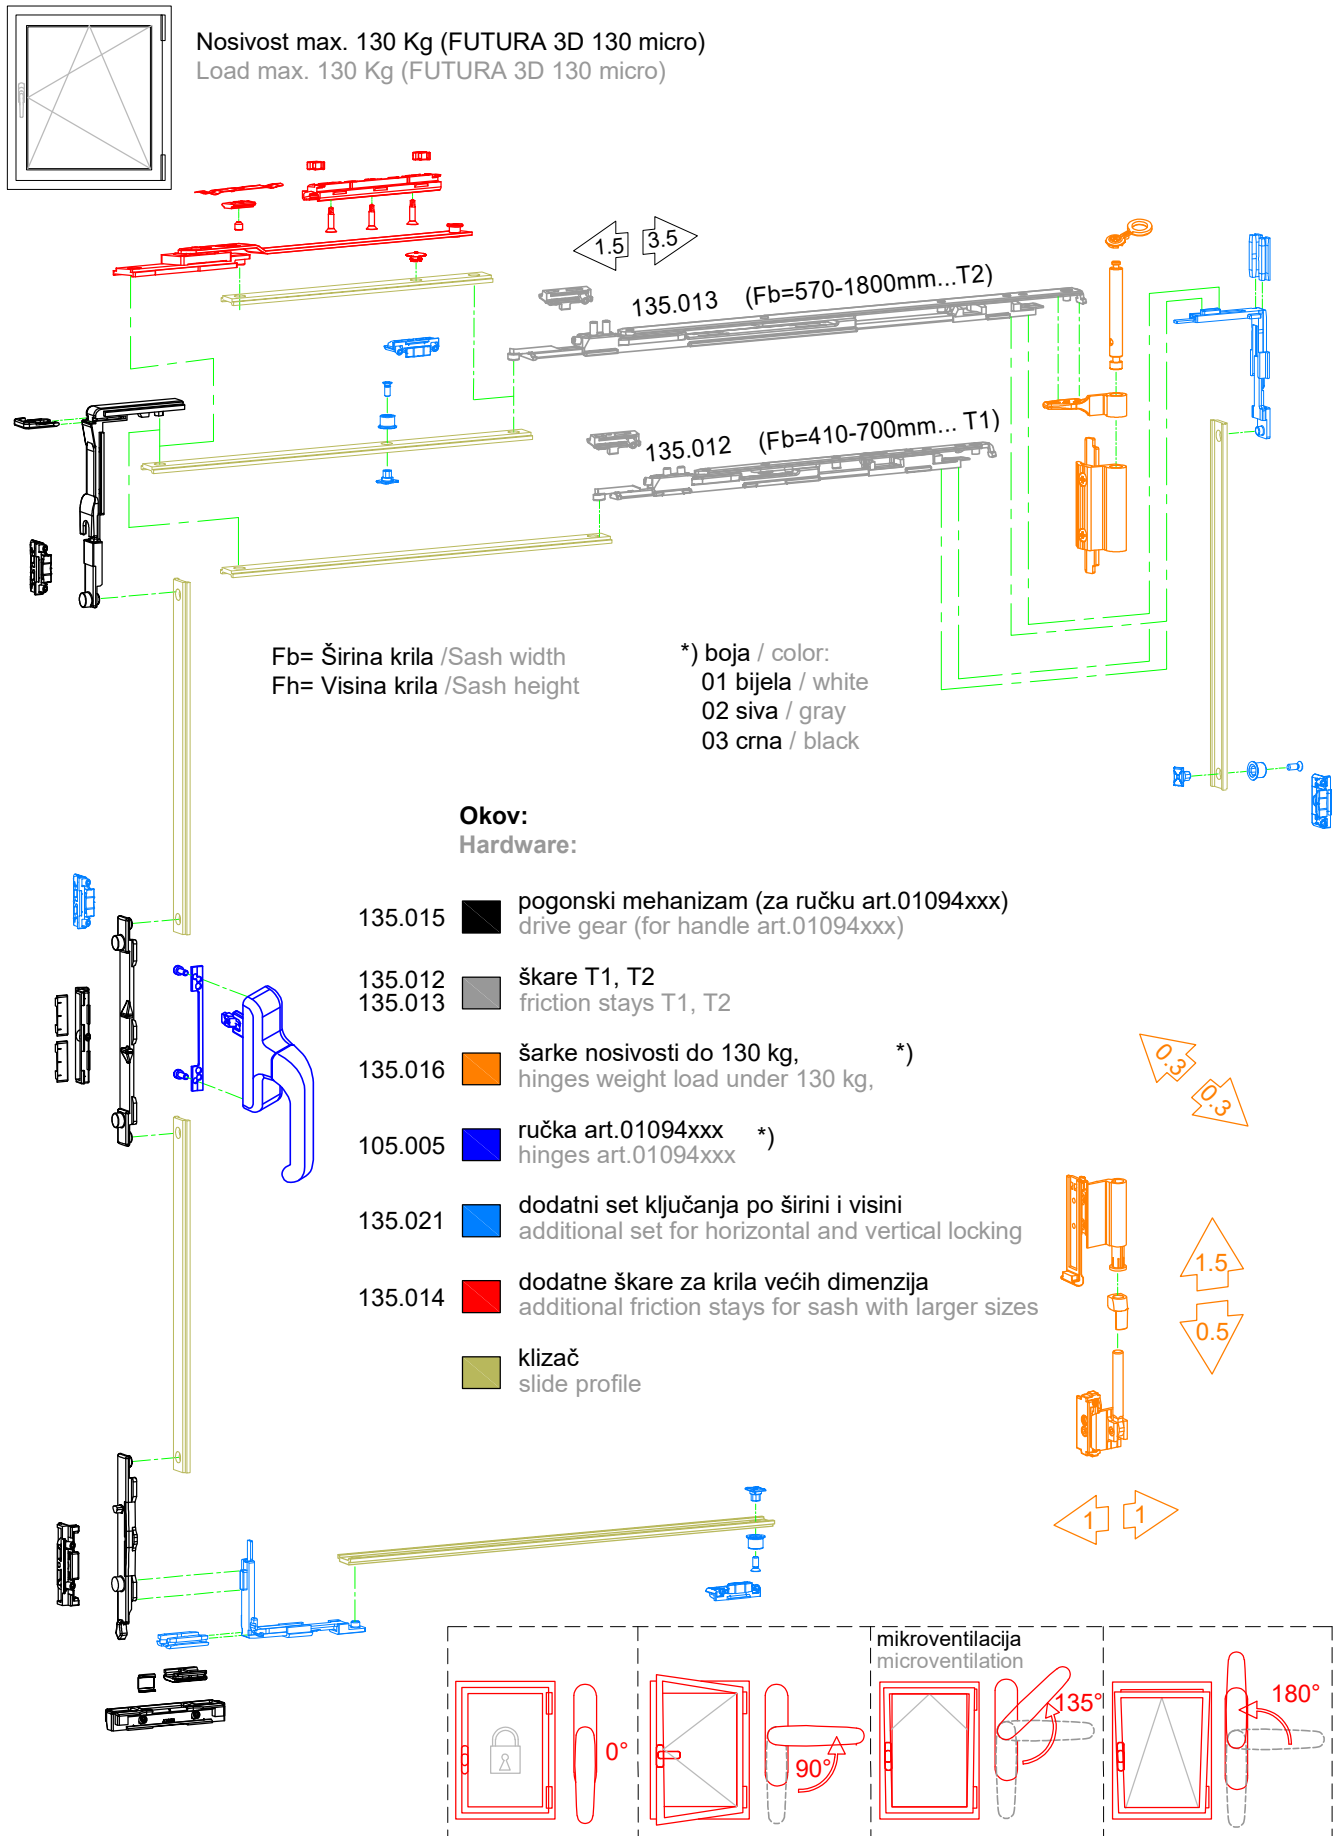 Nosivost max. 130 Kg (FUTURA 3D 130 micro)
Load max. 130 Kg (FUTURA 3D 130 micro)
1.5
3.5
135.013 (Fb=570-1800mm...T2)
135.012 (Fb=410-700mm... T1)
Fb= Širina krila /Sash width
Fh= Visina krila /Sash height
*) boja / color:
01 bijela / white
02 siva / gray
03 crna / black
Okov:
Hardware:
135.015
pogonski mehanizam (za ručku art.01094xxx)
drive gear (for handle art.01094xxx)
135.012
135.013
škare T1, T2
friction stays T1, T2
135.016
šarke nosivosti do 130 kg, *)
hinges weight load under 130 kg,
105.005
ručka art.01094xxx *)
hinges art.01094xxx
135.021
dodatni set ključanja po širini i visini
additional set for horizontal and vertical locking
135.014
dodatne škare za krila većih dimenzija
additional friction stays for sash with larger sizes
klizač
slide profile
0.3
0.3
1.5
0.5
1
1
0°
90°
mikroventilacija
microventilation
135°
180°